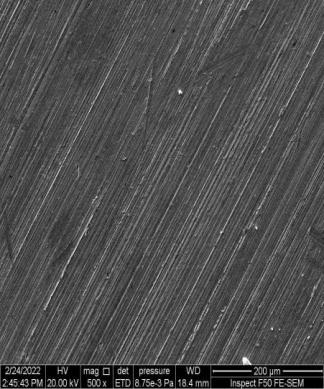 2/24/2022 HV mag □ det pressure WD 200 µm
2:45:43 PM 20.00 kV 500 x ETD 8.75e-3 Pa 18.4 mm Inspect F50 FE-SEM